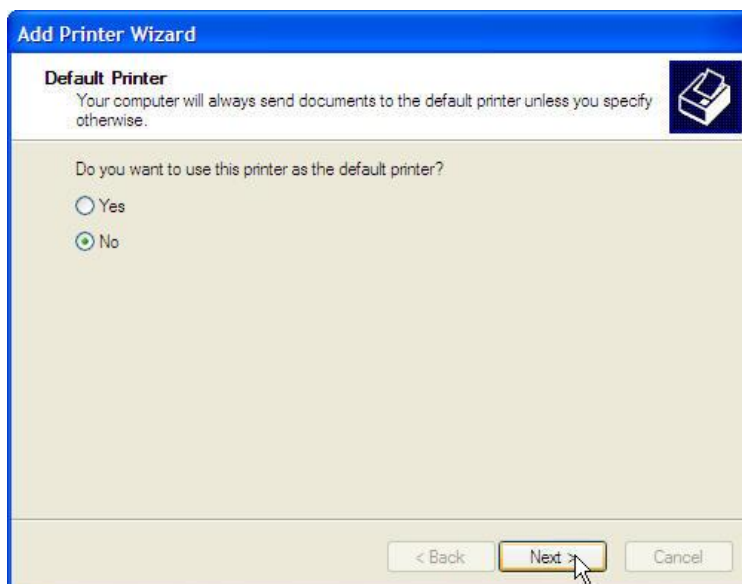 Add Printer Wizard
Default Printer
Your computer will always send documents to the default printer unless you specify
otherwise.
Do you want to use this printer as the default printer?
Yes
No
< Back
Next >
Cancel